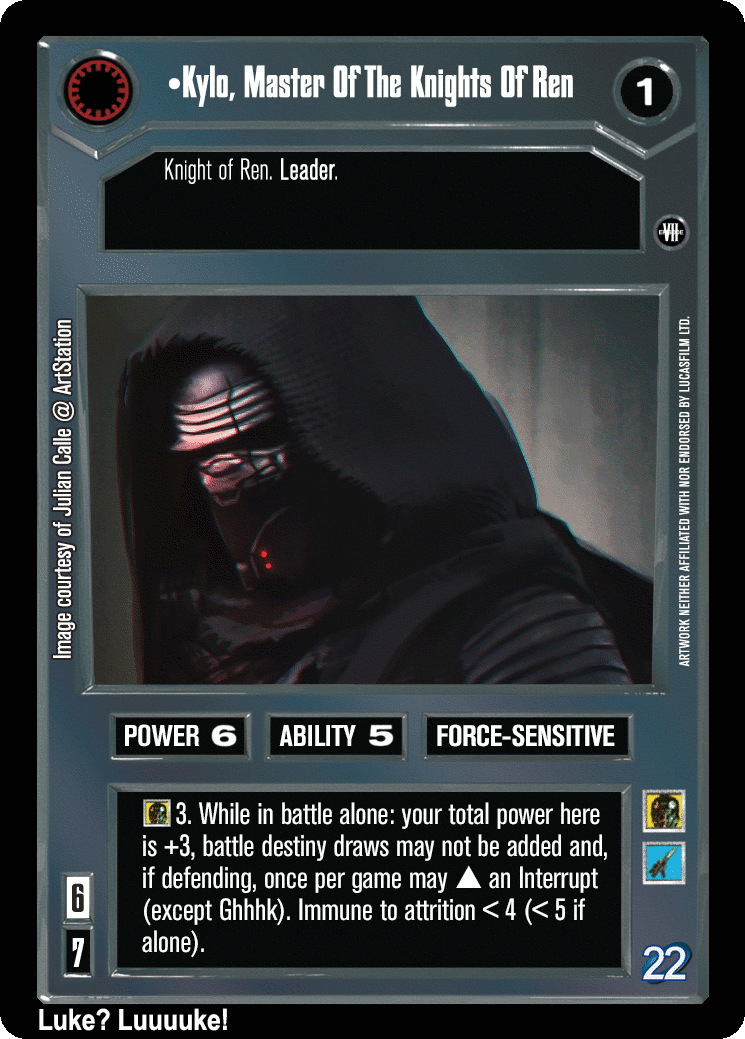 •Kylo, Master Of The Knights Of Ren
1
Knight of Ren. Leader.
EPISODE VII
Image courtesy of Julian Calle @ ArtStation
ARTWORK NEITHER AFFILIATED WITH NOR ENDORSED BY LUCASFILM LTD.
POWER 6
ABILITY 5
FORCE-SENSITIVE
3. While in battle alone: your total power here
is +3, battle destiny draws may not be added and,
if defending, once per game may ▲ an Interrupt
(except Ghhhk). Immune to attrition < 4 (< 5 if
alone).
6
7
22
Luke? Luuuuke!